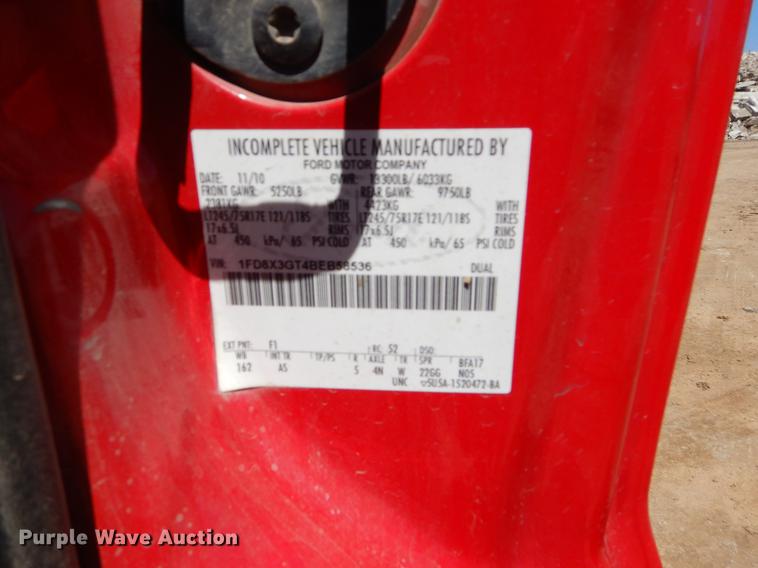 INCOMPLETE VEHICLE MANUFACTURED BY
FORD MOTOR COMPANY
DATE: 11/10 GVWR: 13300LB/ 6033KG
FRONT GAWR: 5250LB REAR GAWR: 9750LB
2381KG WITH 4423KG WITH
LT245/75R17E 121/118S TIRES LT245/75R17E 121/118S TIRES
17x6.5J RIMS 17x6.5J RIMS
AT 450 kPa/ 65 PSI COLD AT 450 kPa/ 65 PSI COLD
VIN: 1FD8X3GT4BEB58536 DUAL
EXT PNT: F1 RC: 52 DSO:
WB INT TR TP/PS R AXLE TR SPR BFA17
162 AS 5 4N W 22GG N05
UNC 5U5A-1520472-BA
Purple Wave Auction